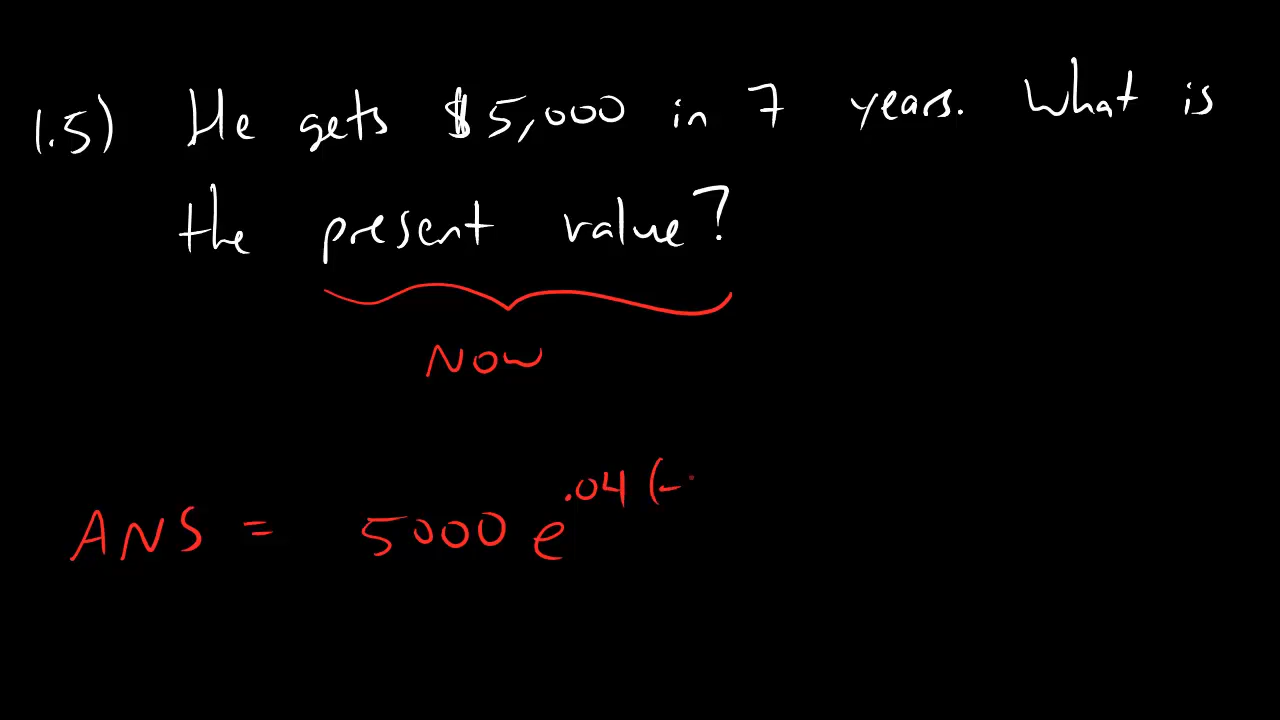 1.5) He gets $5,000 in 7 years. What is
the present value?
NOW
ANS = 5000 e^.04 (-